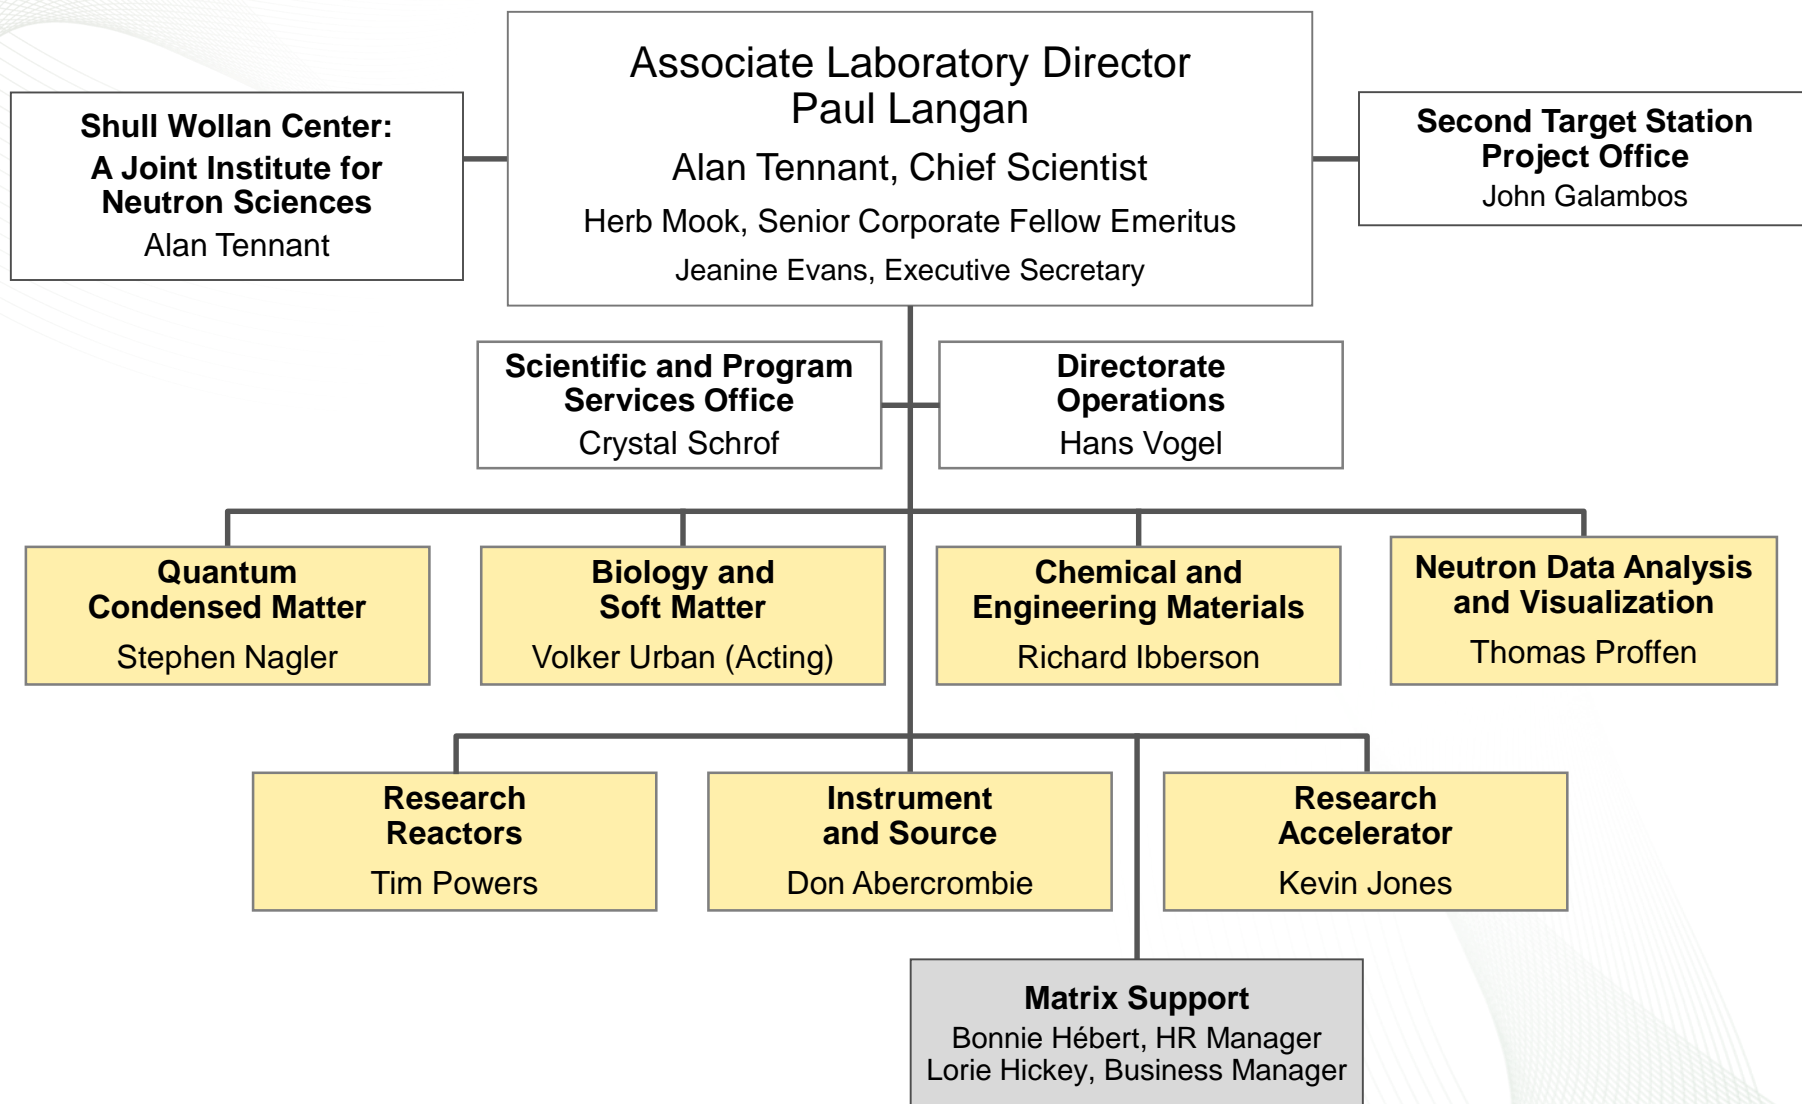 Associate Laboratory Director
Paul Langan
Alan Tennant, Chief Scientist
Herb Mook, Senior Corporate Fellow Emeritus
Jeanine Evans, Executive Secretary
Shull Wollan Center:
A Joint Institute for
Neutron Sciences
Alan Tennant
Second Target Station
Project Office
John Galambos
Scientific and Program
Services Office
Crystal Schrof
Directorate
Operations
Hans Vogel
Quantum
Condensed Matter
Stephen Nagler
Biology and
Soft Matter
Volker Urban (Acting)
Chemical and
Engineering Materials
Richard Ibberson
Neutron Data Analysis
and Visualization
Thomas Proffen
Research
Reactors
Tim Powers
Instrument
and Source
Don Abercrombie
Research
Accelerator
Kevin Jones
Matrix Support
Bonnie Hébert, HR Manager
Lorie Hickey, Business Manager